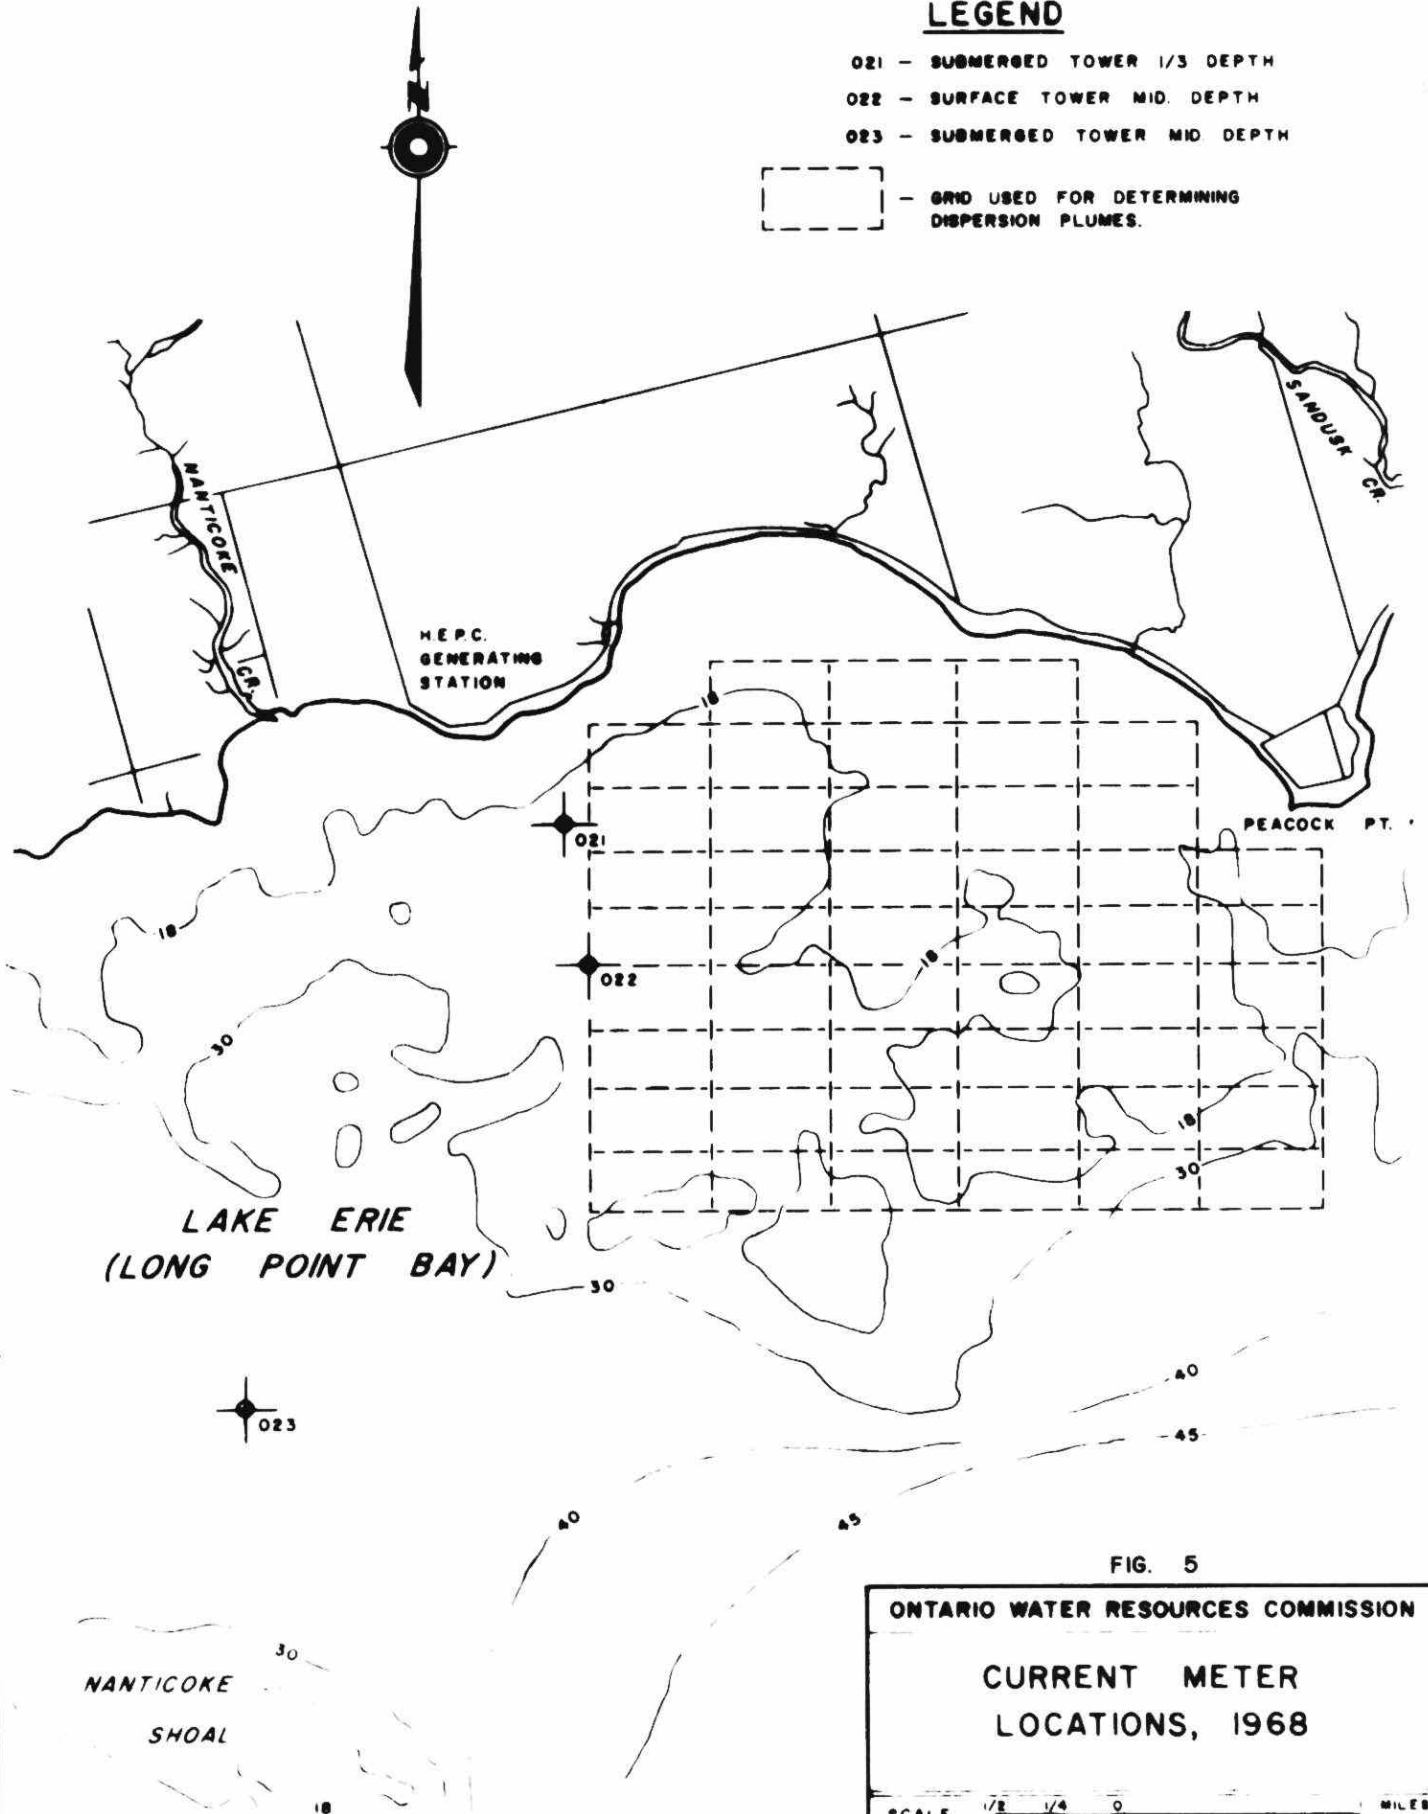 LEGEND
021 – SUBMERGED TOWER 1/3 DEPTH
022 – SURFACE TOWER MID. DEPTH
023 – SUBMERGED TOWER MID DEPTH
– GRID USED FOR DETERMINING
DISPERSION PLUMES.
N
SANDUSK CR.
NANTICOKE CR.
H.E.P.C.
GENERATING
STATION
18
021
PEACOCK PT.
18
18
022
30
18
30
LAKE ERIE
(LONG POINT BAY)
30
40
023
45
40
45
FIG. 5
ONTARIO WATER RESOURCES COMMISSION
30
NANTICOKE
SHOAL
CURRENT METER
LOCATIONS, 1968
18
SCALE 1/2 1/4 0 1 MILES